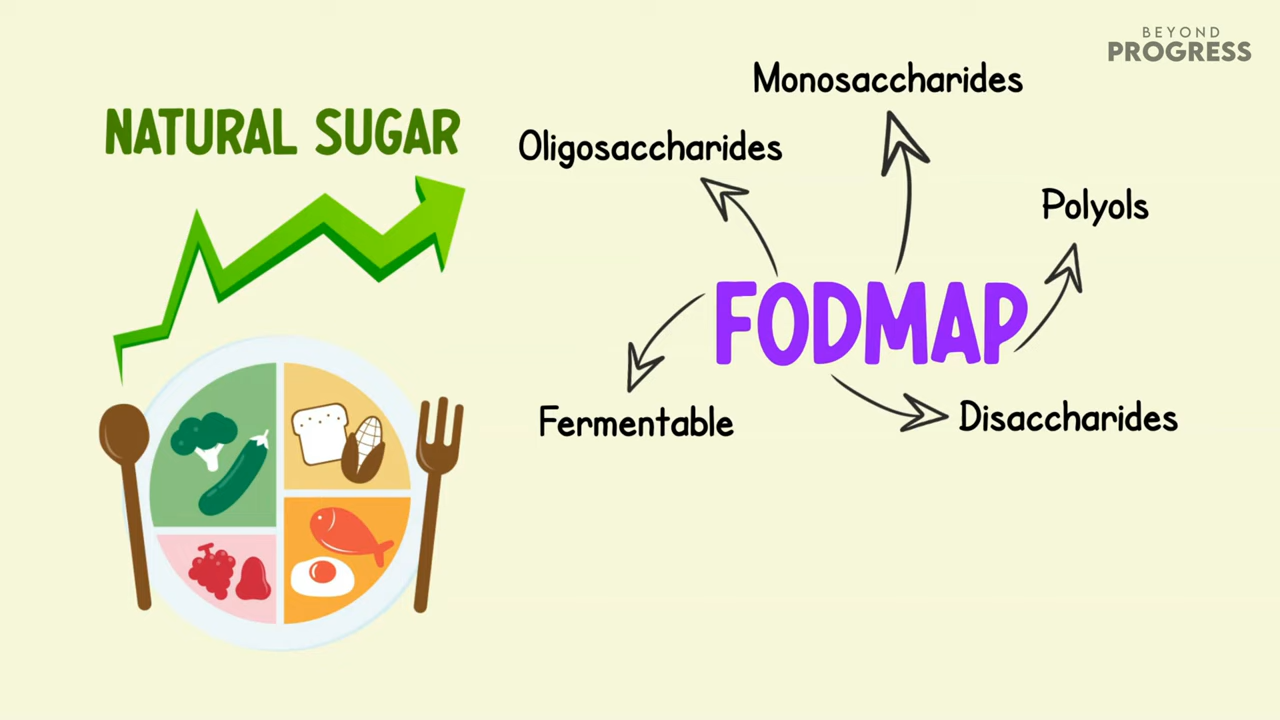 BEYOND
PROGRESS
Monosaccharides
NATURAL SUGAR
Oligosaccharides
Polyols
FODMAP
Fermentable
Disaccharides